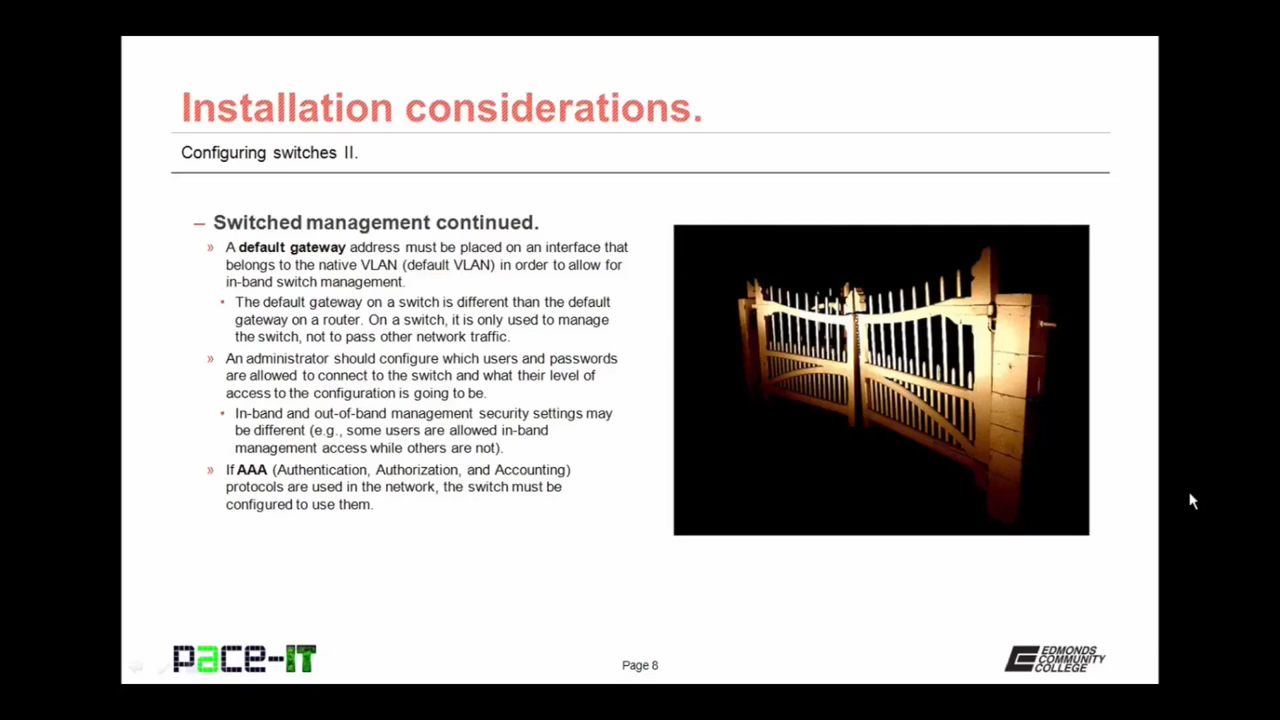 Installation considerations.
Configuring switches II.
– Switched management continued.
» A default gateway address must be placed on an interface that
belongs to the native VLAN (default VLAN) in order to allow for
in-band switch management.
• The default gateway on a switch is different than the default
gateway on a router. On a switch, it is only used to manage
the switch, not to pass other network traffic.
» An administrator should configure which users and passwords
are allowed to connect to the switch and what their level of
access to the configuration is going to be.
• In-band and out-of-band management security settings may
be different (e.g., some users are allowed in-band
management access while others are not).
» If AAA (Authentication, Authorization, and Accounting)
protocols are used in the network, the switch must be
configured to use them.
pace-IT
Page 8
EDMONDS
COMMUNITY
COLLEGE